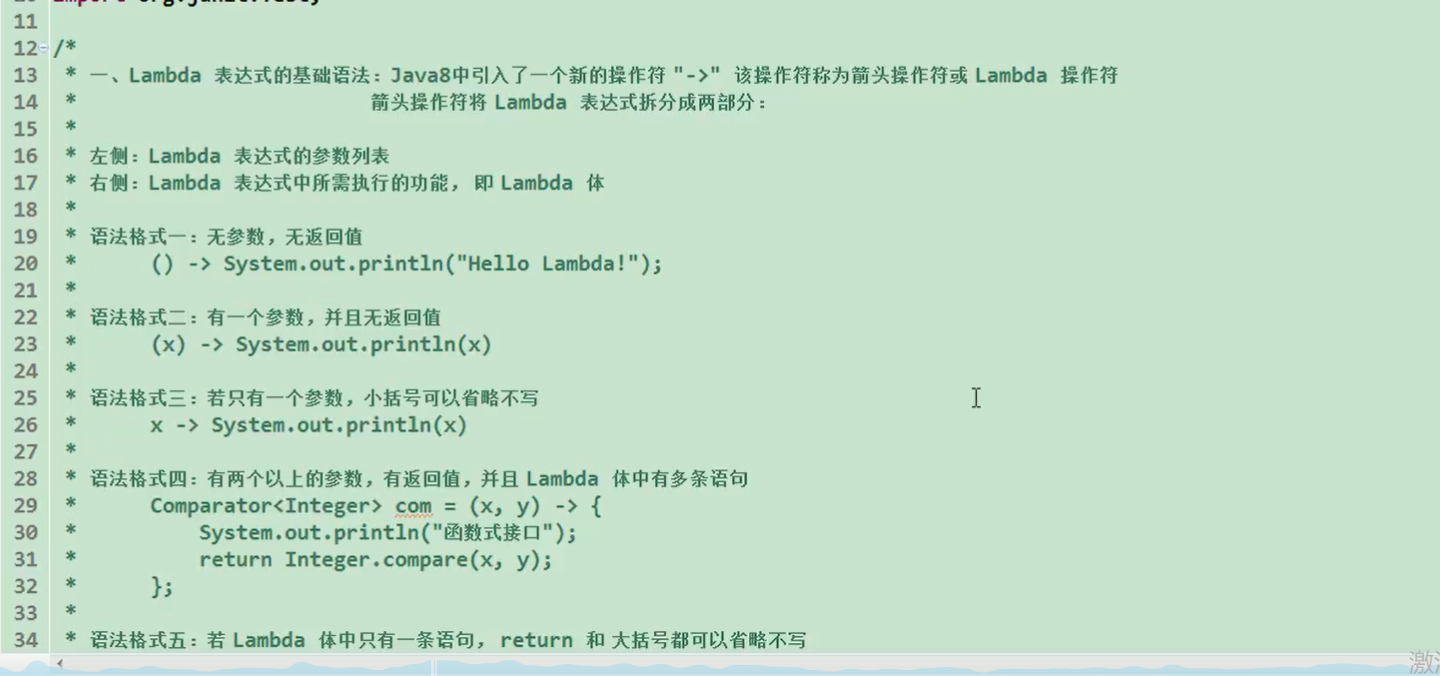 11
12 /*
13 * 一、Lambda 表达式的基础语法：Java8中引入了一个新的操作符 "->" 该操作符称为箭头操作符或 Lambda 操作符
14 * 箭头操作符将 Lambda 表达式拆分成两部分：
15 *
16 * 左侧：Lambda 表达式的参数列表
17 * 右侧：Lambda 表达式中所需执行的功能，即 Lambda 体
18 *
19 * 语法格式一：无参数，无返回值
20 * () -> System.out.println("Hello Lambda!");
21 *
22 * 语法格式二：有一个参数，并且无返回值
23 * (x) -> System.out.println(x)
24 *
25 * 语法格式三：若只有一个参数，小括号可以省略不写
26 * x -> System.out.println(x)
27 *
28 * 语法格式四：有两个以上的参数，有返回值，并且 Lambda 体中有多条语句
29 * Comparator<Integer> com = (x, y) -> {
30 * System.out.println("函数式接口");
31 * return Integer.compare(x, y);
32 * };
33 *
34 * 语法格式五：若 Lambda 体中只有一条语句，return 和 大括号都可以省略不写